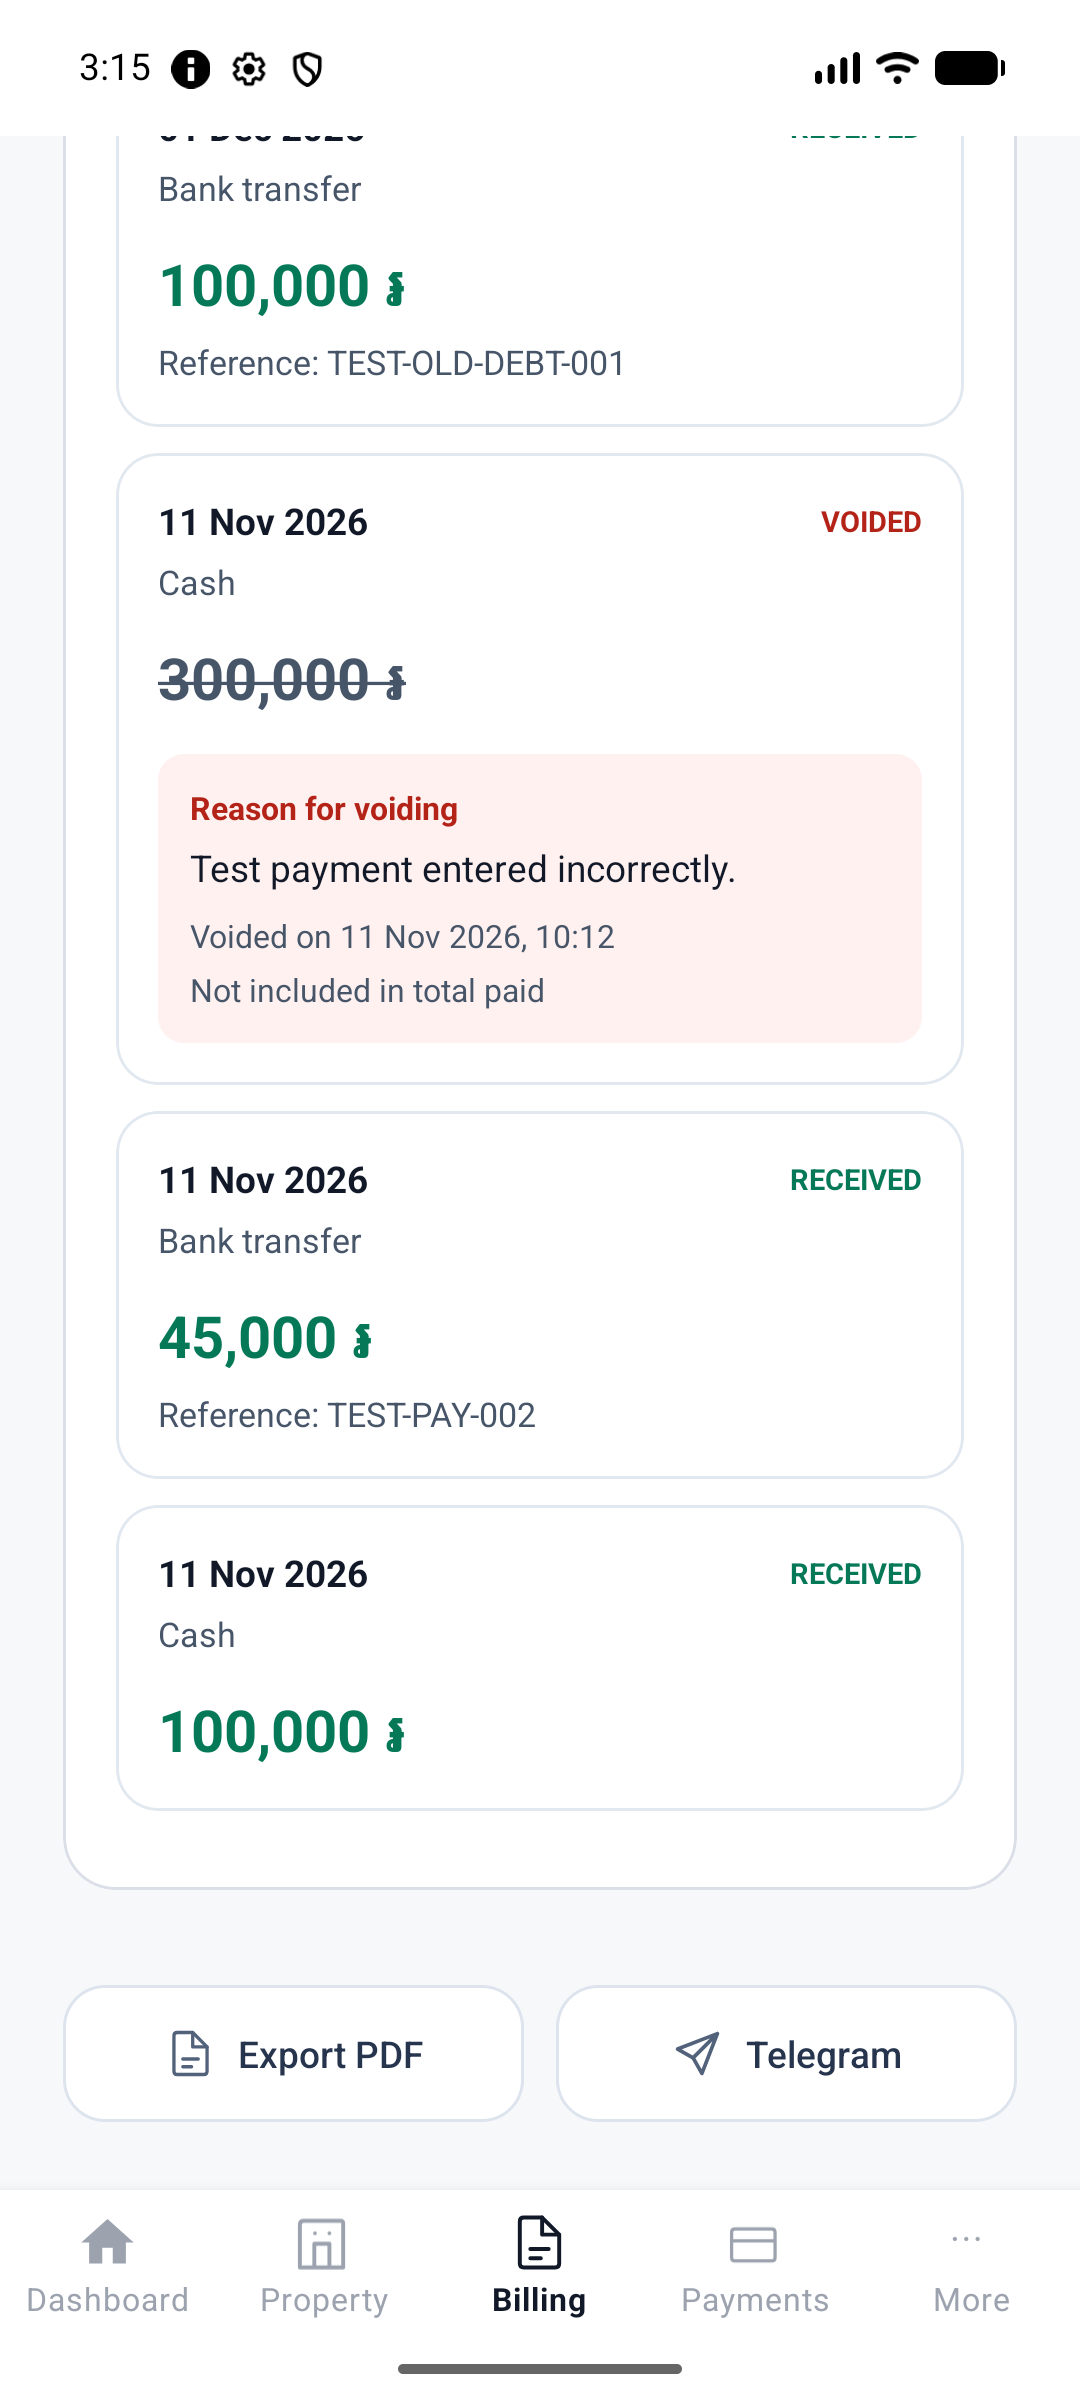 3:15
Bank transfer
100,000 ៛
Reference: TEST-OLD-DEBT-001
11 Nov 2026
VOIDED
Cash
300,000 ៛
Reason for voiding
Test payment entered incorrectly.
Voided on 11 Nov 2026, 10:12
Not included in total paid
11 Nov 2026
RECEIVED
Bank transfer
45,000 ៛
Reference: TEST-PAY-002
11 Nov 2026
RECEIVED
Cash
100,000 ៛
Export PDF
Telegram
Dashboard
Property
Billing
Payments
More